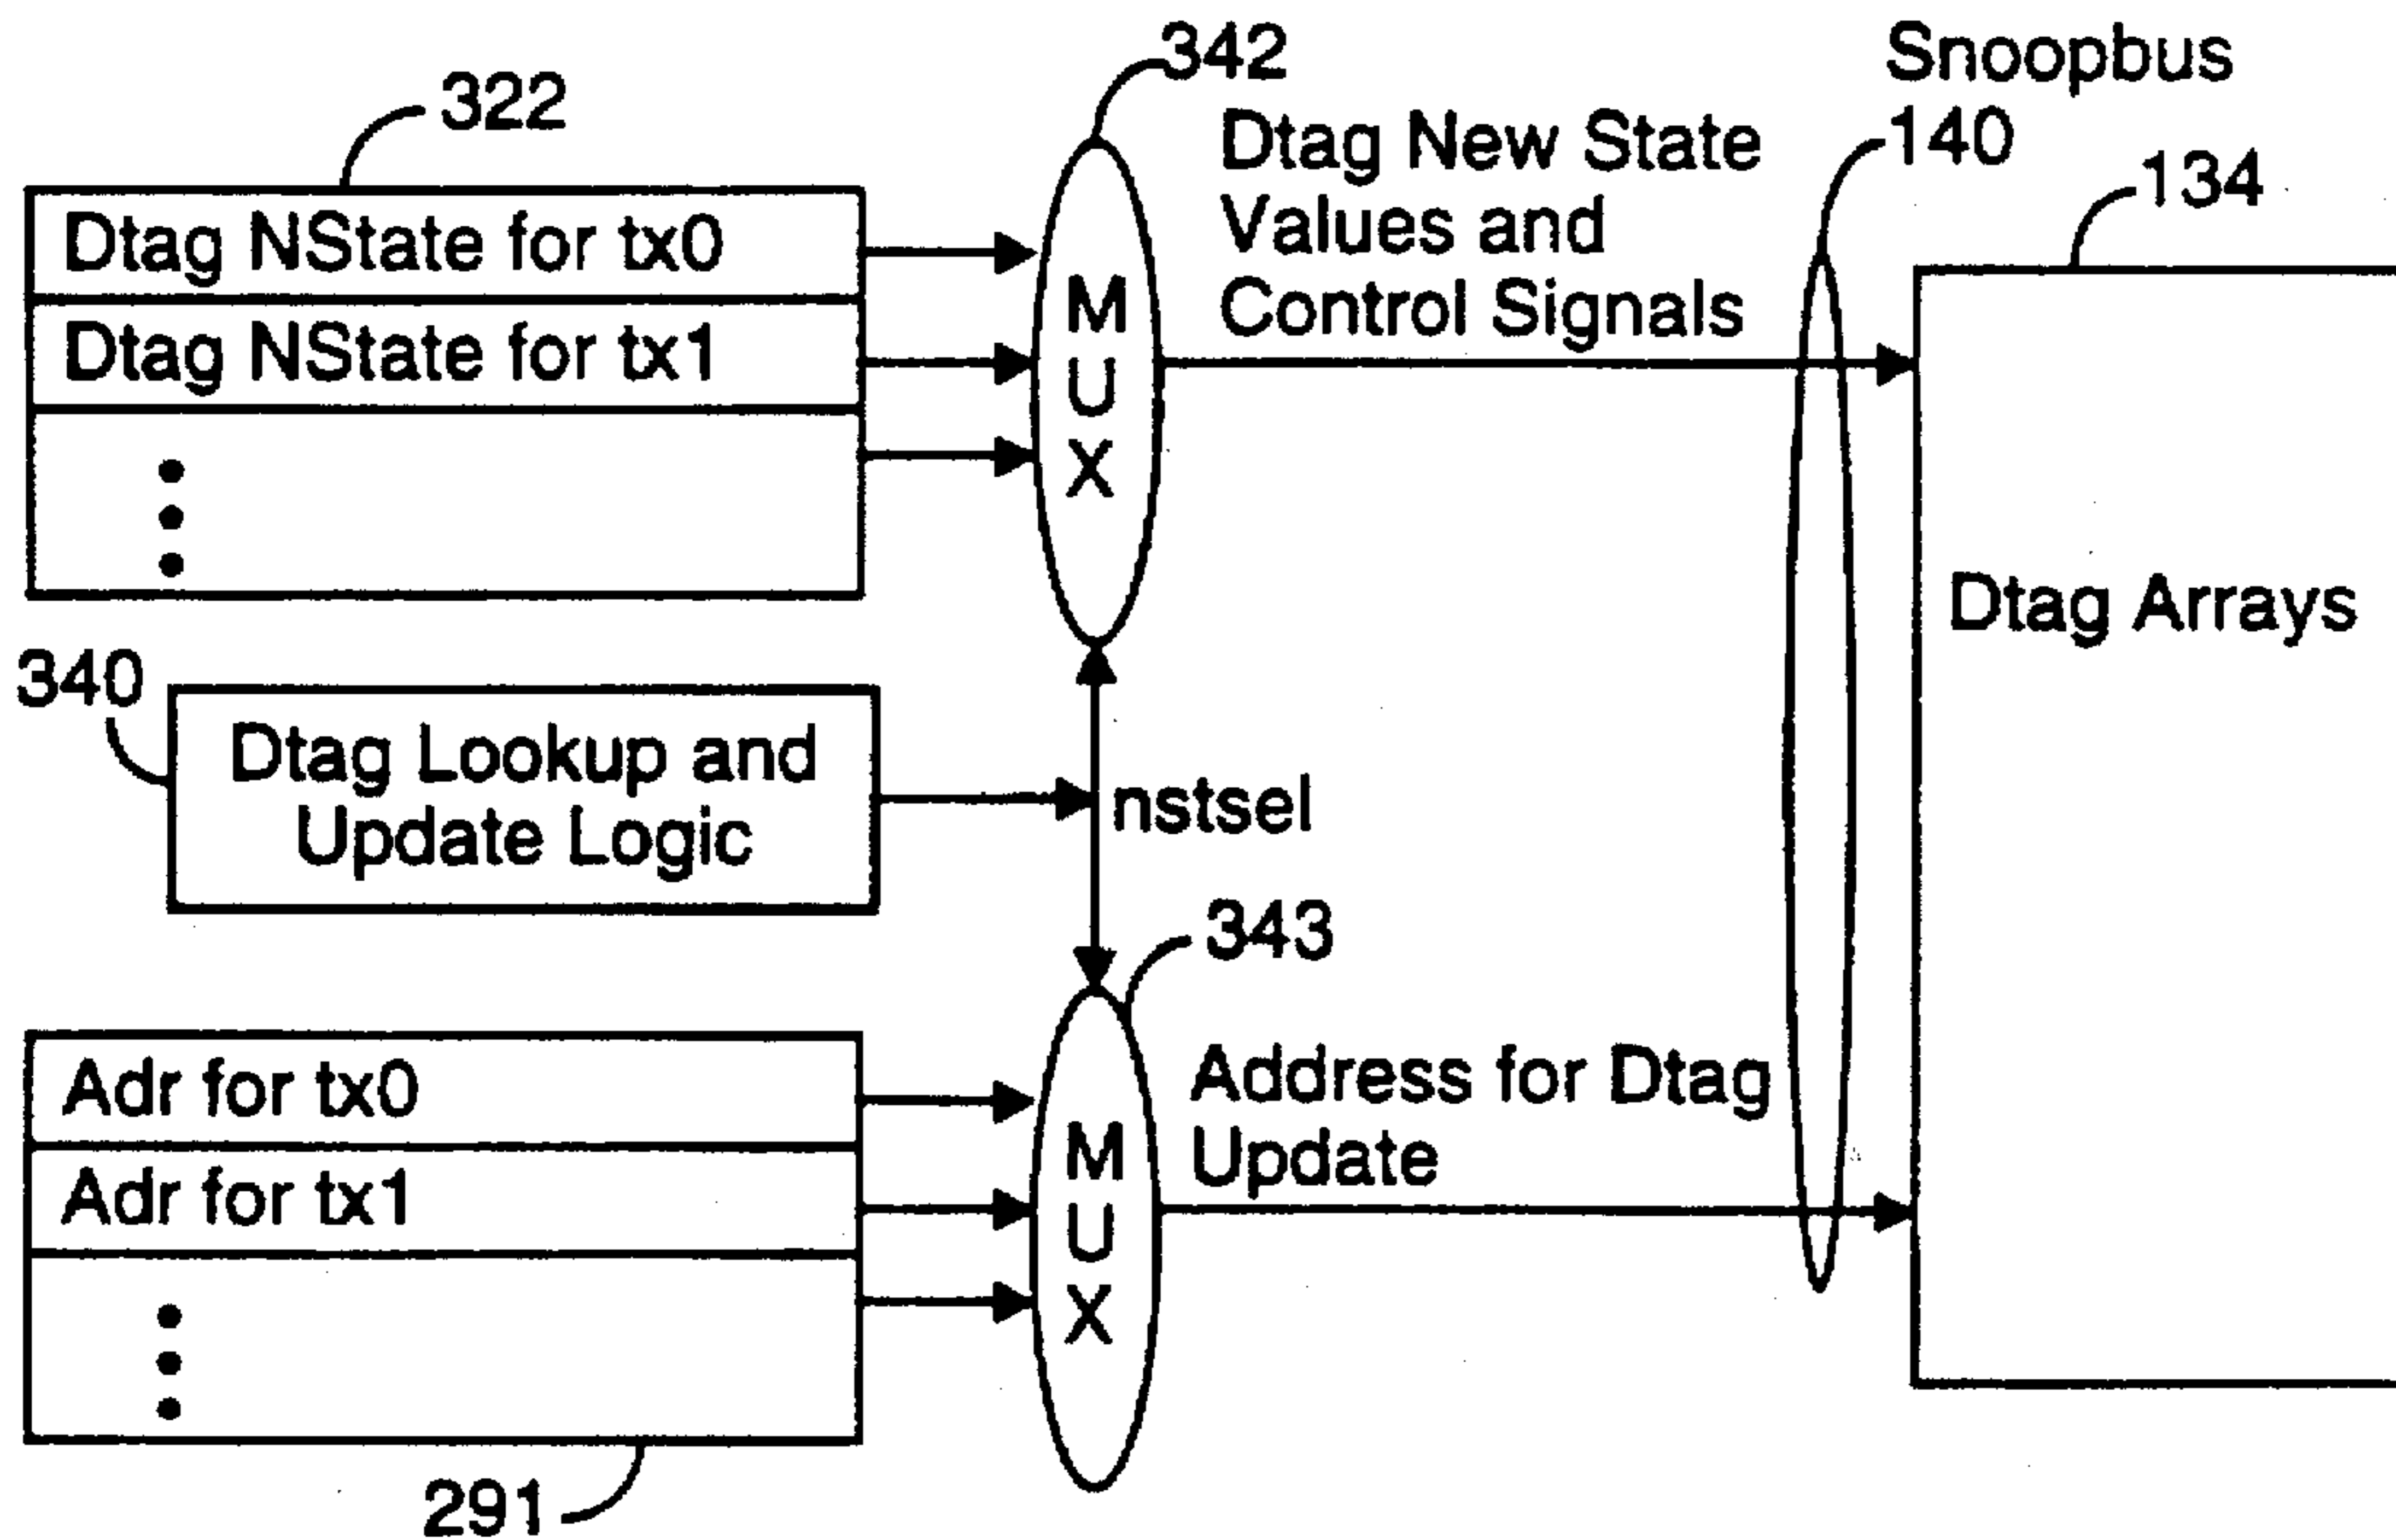 322
342
Snoopbus
140
134
Dtag New State
Values and
Control Signals
Dtag NState for tx0
Dtag NState for tx1
M
U
X
Dtag Arrays
340
Dtag Lookup and
Update Logic
nstsel
343
Adr for tx0
Adr for tx1
M
U
X
Address for Dtag
Update
291